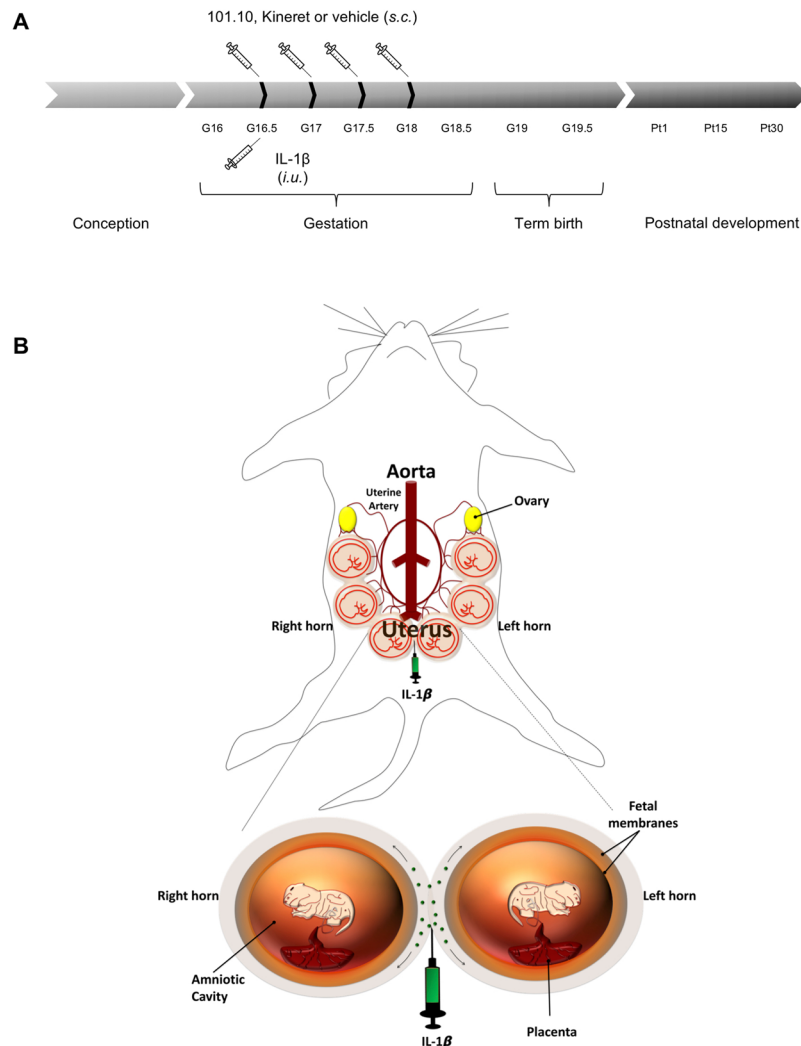 A
101.10, Kineret or vehicle (s.c.)
G16 G16.5 G17 G17.5 G18 G18.5 G19 G19.5 Pt1 Pt15 Pt30
IL-1β
(i.u.)
Conception Gestation Term birth Postnatal development
B
Aorta
Uterine
Artery
Ovary
Right horn
Uterus
Left horn
IL-1β
Fetal
membranes
Right horn
Left horn
Amniotic
Cavity
Placenta
IL-1β